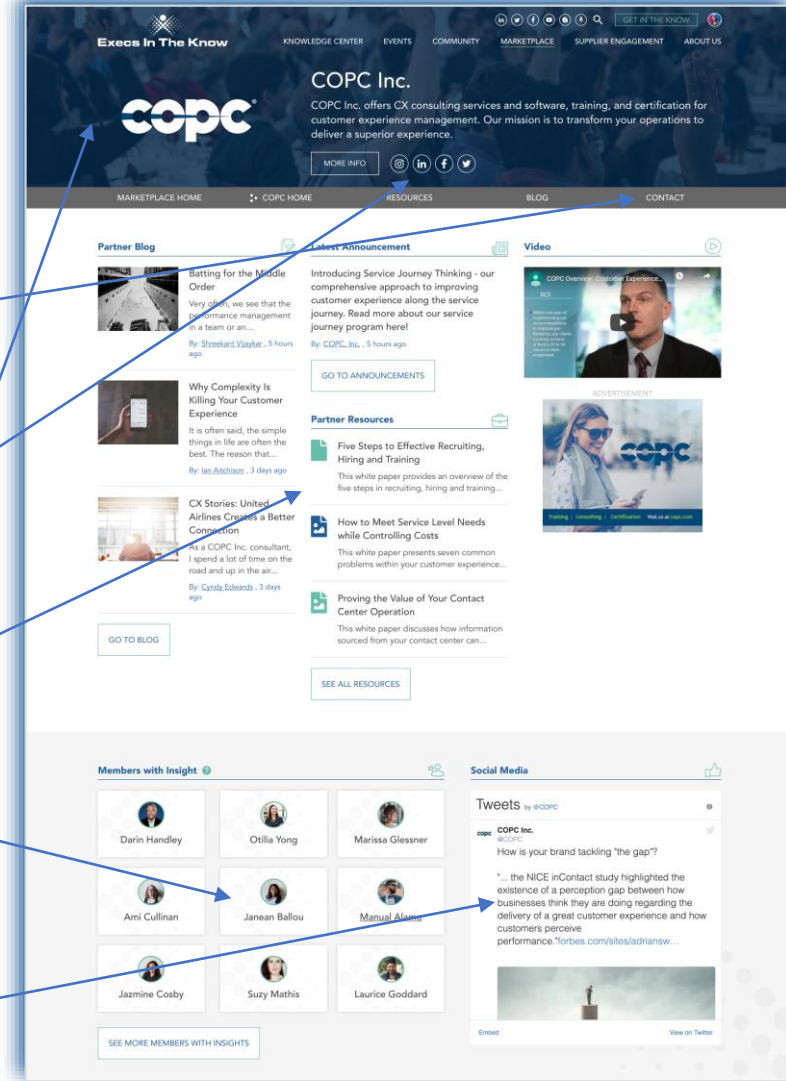 GET IN THE KNOW
Execs In The Know
KNOWLEDGE CENTER
EVENTS
COMMUNITY
MARKETPLACE
SUPPLIER ENGAGEMENT
ABOUT US
copc
COPC Inc.
COPC Inc. offers CX consulting services and software, training, and certification for
customer experience management. Our mission is to transform your operations to
deliver a superior experience.
MORE INFO
MARKETPLACE HOME
COPC HOME
RESOURCES
BLOG
CONTACT
Partner Blog
Batting for the Middle
Order
Very often, we see that the
performance management
in a team or an...
By: Shreekant Vijaykar , 5 hours
ago
Why Complexity Is
Killing Your Customer
Experience
It is often said, the simple
things in life are often the
best. The reason that...
By: Ian Aitchison , 3 days ago
CX Stories: United
Airlines Creates a Better
Connection
As a COPC Inc. consultant,
I spend a lot of time on the
road and up in the air...
By: Cyndy Edwards , 3 days
ago
GO TO BLOG
Latest Announcement
Introducing Service Journey Thinking - our
comprehensive approach to improving
customer experience along the service
journey. Read more about our service
journey program here!
By: COPC, Inc. , 5 hours ago
GO TO ANNOUNCEMENTS
Partner Resources
Five Steps to Effective Recruiting,
Hiring and Training
This white paper provides an overview of the
five steps in recruiting, hiring and training...
How to Meet Service Level Needs
while Controlling Costs
This white paper presents seven common
problems within your customer experience...
Proving the Value of Your Contact
Center Operation
This white paper discusses how information
sourced from your contact center can...
SEE ALL RESOURCES
Video
COPC Overview: Customer Experience...
ROI
ADVERTISEMENT
copc
Training | Consulting | Certification Visit us at copc.com
Members with Insight
Darin Handley
Otilia Yong
Marissa Glessner
Ami Cullinan
Janean Ballou
Manual Alamo
Jazmine Cosby
Suzy Mathis
Laurice Goddard
SEE MORE MEMBERS WITH INSIGHTS
Social Media
Tweets by @COPC
copc
COPC Inc.
@COPC
How is your brand tackling "the gap"?
"... the NICE inContact study highlighted the
existence of a perception gap between how
businesses think they are doing regarding the
delivery of a great customer experience and how
customers perceive
performance."forbes.com/sites/adriansw...
Embed
View on Twitter